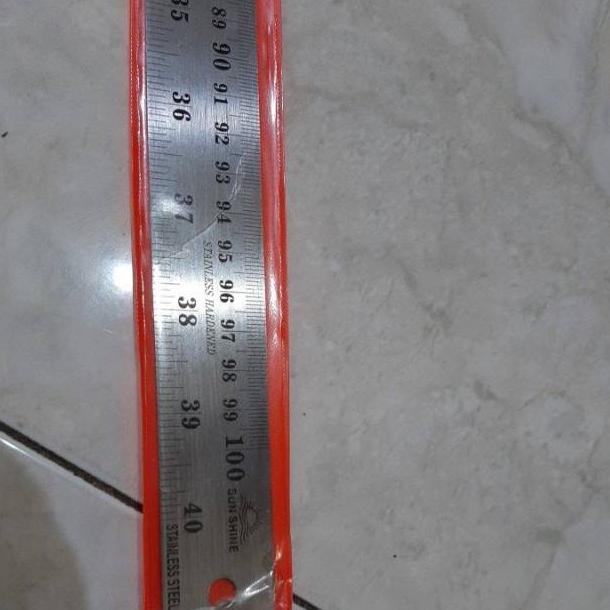 35 36 37 38 39 40
STAINLESS STEEL
89 90 91 92 93 94 95 96 97 98 99 100
STAINLESS HARDENED
SUN SHINE